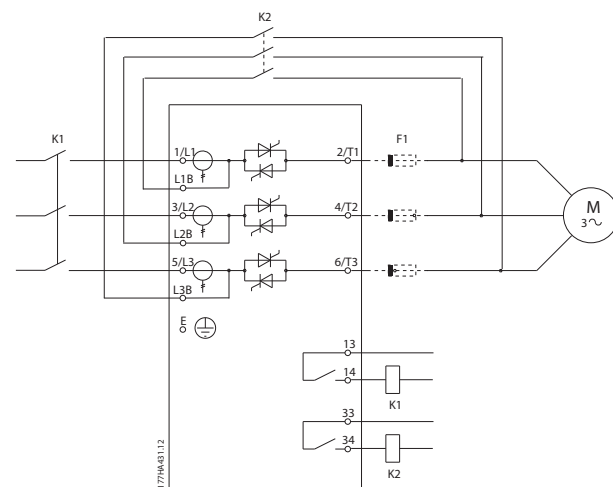 K2
K1
F1
1/L1
2/T1
L1B
M
3~
3/L2
4/T2
L2B
5/L3
6/T3
L3B
E
13
14
K1
33
34
K2
177HA431.12